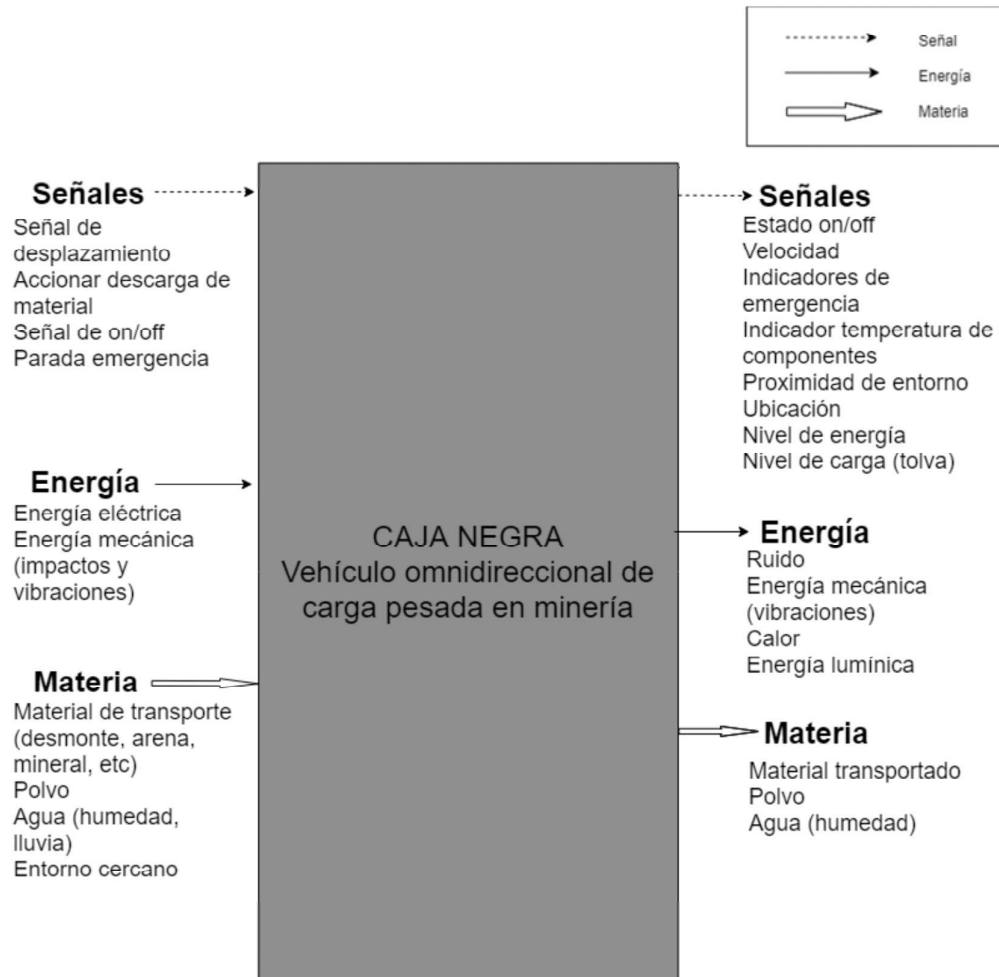 Señal
Energía
Materia
Señales
Señal de
desplazamiento
Accionar descarga de
material
Señal de on/off
Parada emergencia
Energía
Energía eléctrica
Energía mecánica
(impactos y
vibraciones)
Materia
Material de transporte
(desmonte, arena,
mineral, etc)
Polvo
Agua (humedad,
lluvia)
Entorno cercano
CAJA NEGRA
Vehículo omnidireccional de
carga pesada en minería
Señales
Estado on/off
Velocidad
Indicadores de
emergencia
Indicador temperatura de
componentes
Proximidad de entorno
Ubicación
Nivel de energía
Nivel de carga (tolva)
Energía
Ruido
Energía mecánica
(vibraciones)
Calor
Energía lumínica
Materia
Material transportado
Polvo
Agua (humedad)